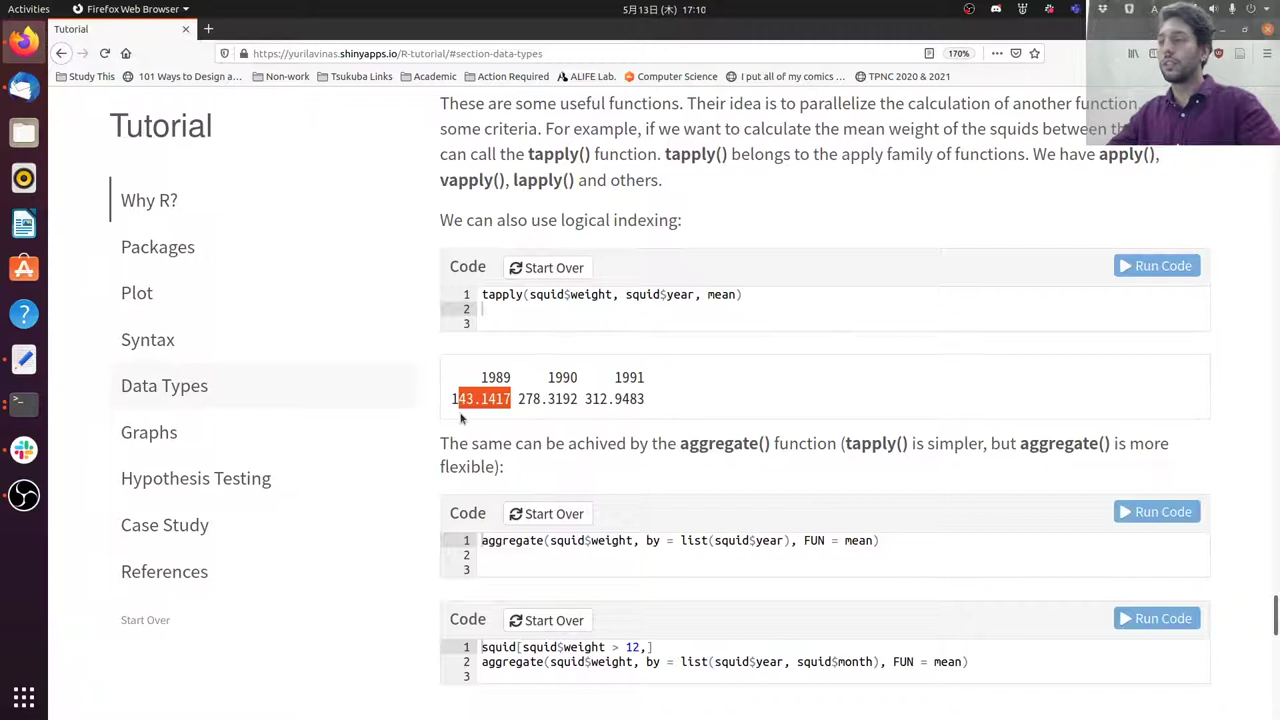 Activities
Firefox Web Browser
5月13日 (木) 17:10
Tutorial
https://yurilavinas.shinyapps.io/R-tutorial/#section-data-types
170%
Study This
101 Ways to Design a...
Non-work
Tsukuba Links
Academic
Action Required
ALIFE Lab.
Computer Science
I put all of my comics ...
TPNC 2020 & 2021
Tutorial
Why R?
Packages
Plot
Syntax
Data Types
Graphs
Hypothesis Testing
Case Study
References
Start Over
These are some useful functions. Their idea is to parallelize the calculation of another function,
some criteria. For example, if we want to calculate the mean weight of the squids between
can call the tapply() function. tapply() belongs to the apply family of functions. We have apply(),
vapply(), lapply() and others.
We can also use logical indexing:
Code
Start Over
Run Code
1 tapply(squid$weight, squid$year, mean)
2
3
1989 1990 1991
143.1417 278.3192 312.9483
The same can be achived by the aggregate() function (tapply() is simpler, but aggregate() is more
flexible):
Code
Start Over
Run Code
1 aggregate(squid$weight, by = list(squid$year), FUN = mean)
2
3
Code
Start Over
Run Code
1 squid[squid$weight > 12,]
2 aggregate(squid$weight, by = list(squid$year, squid$month), FUN = mean)
3